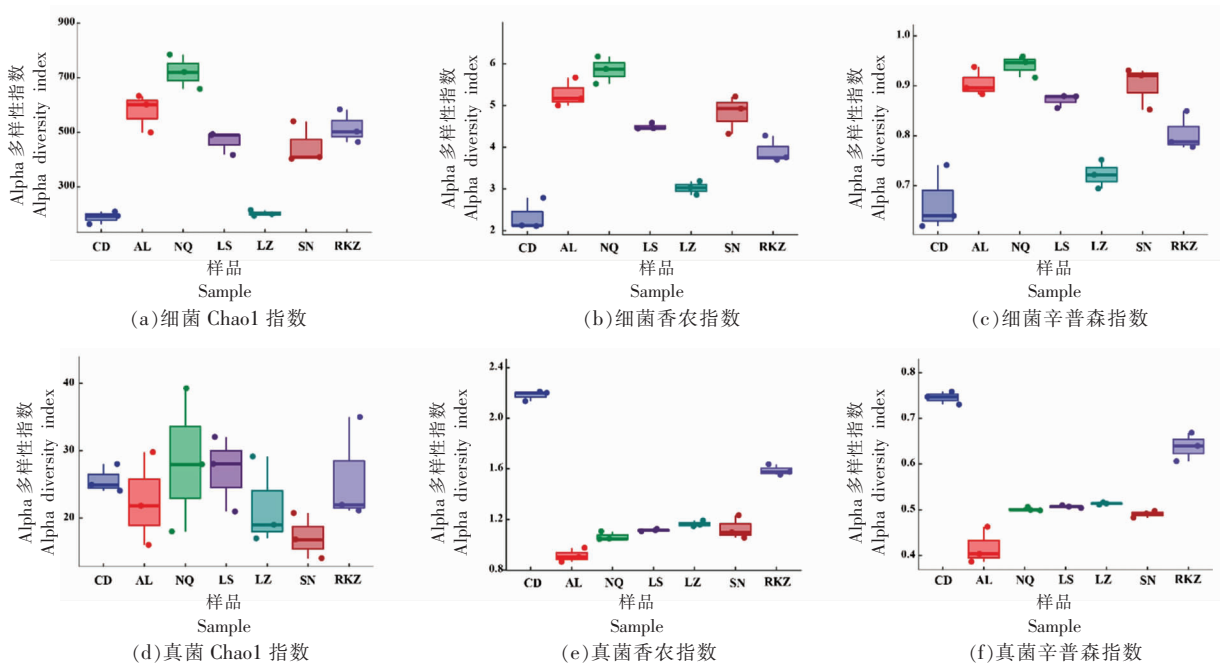 Alpha 多样性指数
Alpha diversity index
900
700
500
300
CD AL NQ LS LZ SN RKZ
样品
Sample
(a)细菌 Chao1 指数
Alpha 多样性指数
Alpha diversity index
6
5
4
3
2
CD AL NQ LS LZ SN RKZ
样品
Sample
(b)细菌香农指数
Alpha 多样性指数
Alpha diversity index
1.0
0.9
0.8
0.7
CD AL NQ LS LZ SN RKZ
样品
Sample
(c)细菌辛普森指数
Alpha 多样性指数
Alpha diversity index
40
30
20
CD AL NQ LS LZ SN RKZ
样品
Sample
(d)真菌 Chao1 指数
Alpha 多样性指数
Alpha diversity index
2.4
2.0
1.6
1.2
0.8
CD AL NQ LS LZ SN RKZ
样品
Sample
(e)真菌香农指数
Alpha 多样性指数
Alpha diversity index
0.8
0.7
0.6
0.5
0.4
CD AL NQ LS LZ SN RKZ
样品
Sample
(f)真菌辛普森指数